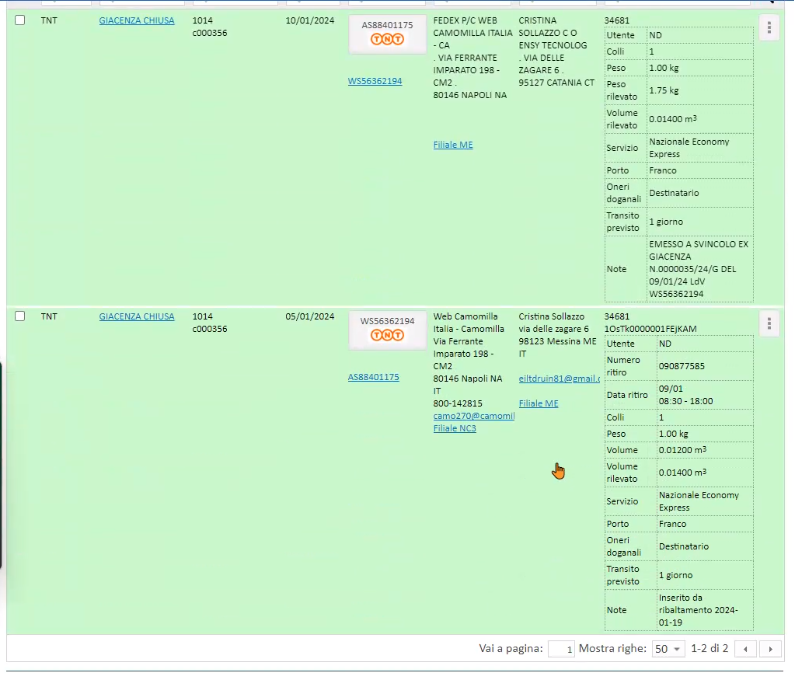 TNT
GIACENZA CHIUSA
1014
c000356
10/01/2024
AS88401175
TNT
WS56362194
FEDEX P/C WEB
CAMOMILLA ITALIA
- CA
. VIA FERRANTE
IMPARATO 198 -
CM2 .
80146 NAPOLI NA
Filiale ME
CRISTINA
SOLLAZZO C O
ENSY TECNOLOG
. VIA DELLE
ZAGARE 6 .
95127 CATANIA CT
34681
Utente ND
Colli 1
Peso 1.00 kg
Peso
rilevato 1.75 kg
Volume
rilevato 0.01400 m³
Servizio Nazionale Economy
Express
Porto Franco
Oneri
doganali Destinatario
Transito
previsto 1 giorno
Note EMESSO A SVINCOLO EX
GIACENZA
N.0000035/24/G DEL
09/01/24 LdV
WS56362194
TNT
GIACENZA CHIUSA
1014
c000356
05/01/2024
WS56362194
TNT
AS88401175
Web Camomilla
Italia - Camomilla
Via Ferrante
Imparato 198 -
CM2
80146 Napoli NA
IT
800-142815
camo270@camomil
Filiale NC3
Cristina Sollazzo
via delle zagare 6
98123 Messina ME
IT
eiltdruin81@gmail.c
Filiale ME
34681
1OsTk0000001FEJKAM
Utente ND
Numero
ritiro 090877585
Data ritiro 09/01
08:30 - 18:00
Colli 1
Peso 1.00 kg
Volume 0.01200 m³
Volume
rilevato 0.01400 m³
Servizio Nazionale Economy
Express
Porto Franco
Oneri
doganali Destinatario
Transito
previsto 1 giorno
Note Inserito da
ribaltamento 2024-
01-19
Vai a pagina: 1 Mostra righe: 50 1-2 di 2